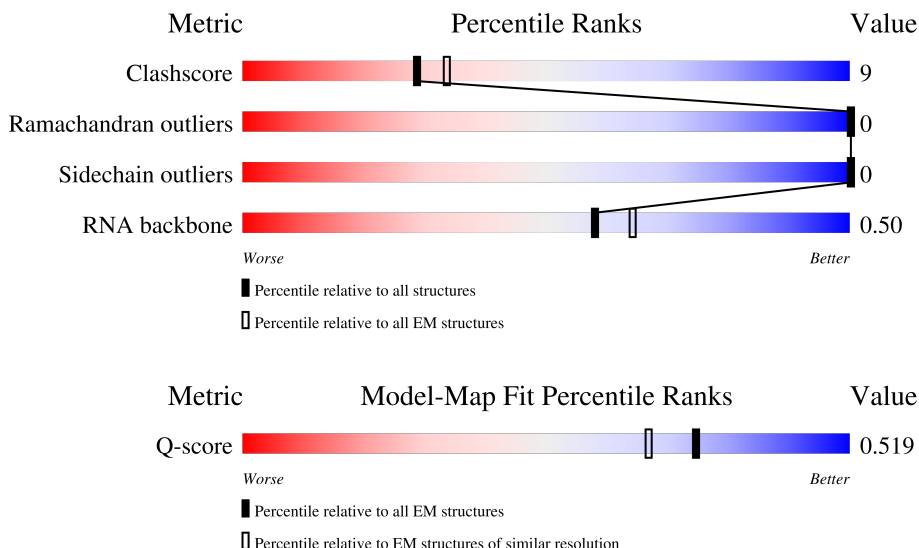 Metric Percentile Ranks Value
Clashscore 9
Ramachandran outliers 0
Sidechain outliers 0
RNA backbone 0.50
Worse Better
Percentile relative to all structures
Percentile relative to all EM structures
Metric Model-Map Fit Percentile Ranks Value
Q-score 0.519
Worse Better
Percentile relative to all EM structures
Percentile relative to EM structures of similar resolution